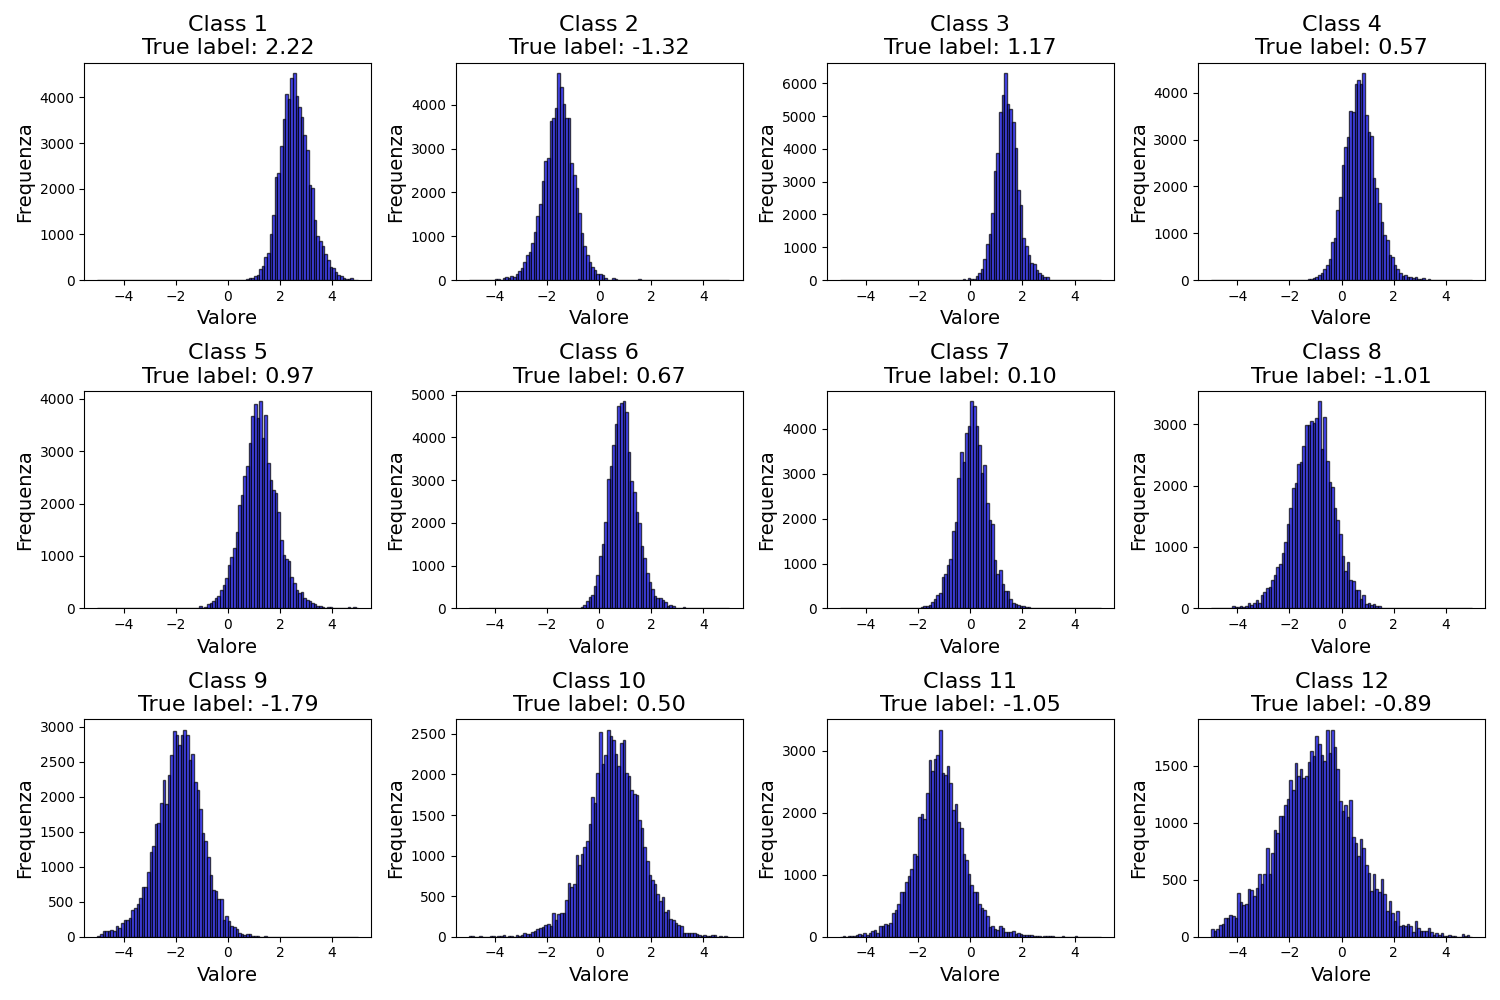 Class 1
True label: 2.22
Class 2
True label: -1.32
Class 3
True label: 1.17
Class 4
True label: 0.57
Frequenza
4000
3000
2000
1000
0
−4 −2 0 2 4
Valore
Frequenza
4000
3000
2000
1000
0
−4 −2 0 2 4
Valore
Frequenza
6000
5000
4000
3000
2000
1000
0
−4 −2 0 2 4
Valore
Frequenza
4000
3000
2000
1000
0
−4 −2 0 2 4
Valore
Class 5
True label: 0.97
Class 6
True label: 0.67
Class 7
True label: 0.10
Class 8
True label: -1.01
Frequenza
4000
3000
2000
1000
0
−4 −2 0 2 4
Valore
Frequenza
5000
4000
3000
2000
1000
0
−4 −2 0 2 4
Valore
Frequenza
4000
3000
2000
1000
0
−4 −2 0 2 4
Valore
Frequenza
3000
2000
1000
0
−4 −2 0 2 4
Valore
Class 9
True label: -1.79
Class 10
True label: 0.50
Class 11
True label: -1.05
Class 12
True label: -0.89
Frequenza
3000
2500
2000
1500
1000
500
0
−4 −2 0 2 4
Valore
Frequenza
2500
2000
1500
1000
500
0
−4 −2 0 2 4
Valore
Frequenza
3000
2000
1000
0
−4 −2 0 2 4
Valore
Frequenza
1500
1000
500
0
−4 −2 0 2 4
Valore